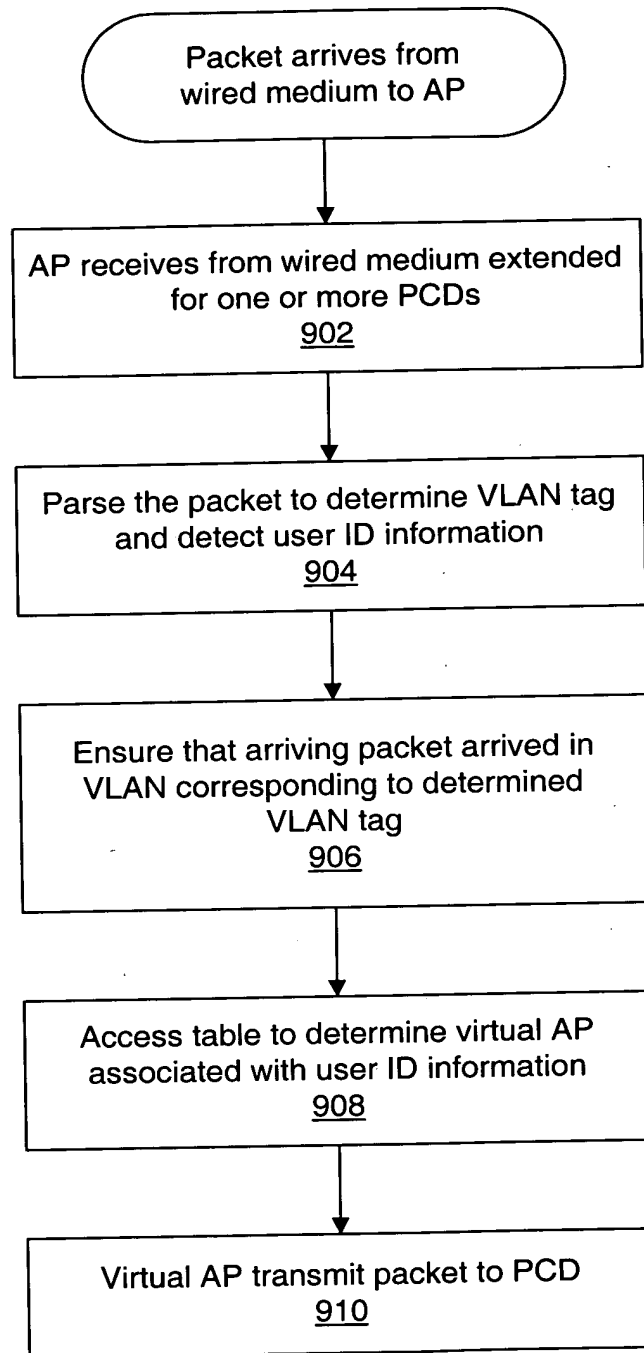 Packet arrives from
wired medium to AP
AP receives from wired medium extended
for one or more PCDs
902
Parse the packet to determine VLAN tag
and detect user ID information
904
Ensure that arriving packet arrived in
VLAN corresponding to determined
VLAN tag
906
Access table to determine virtual AP
associated with user ID information
908
Virtual AP transmit packet to PCD
910